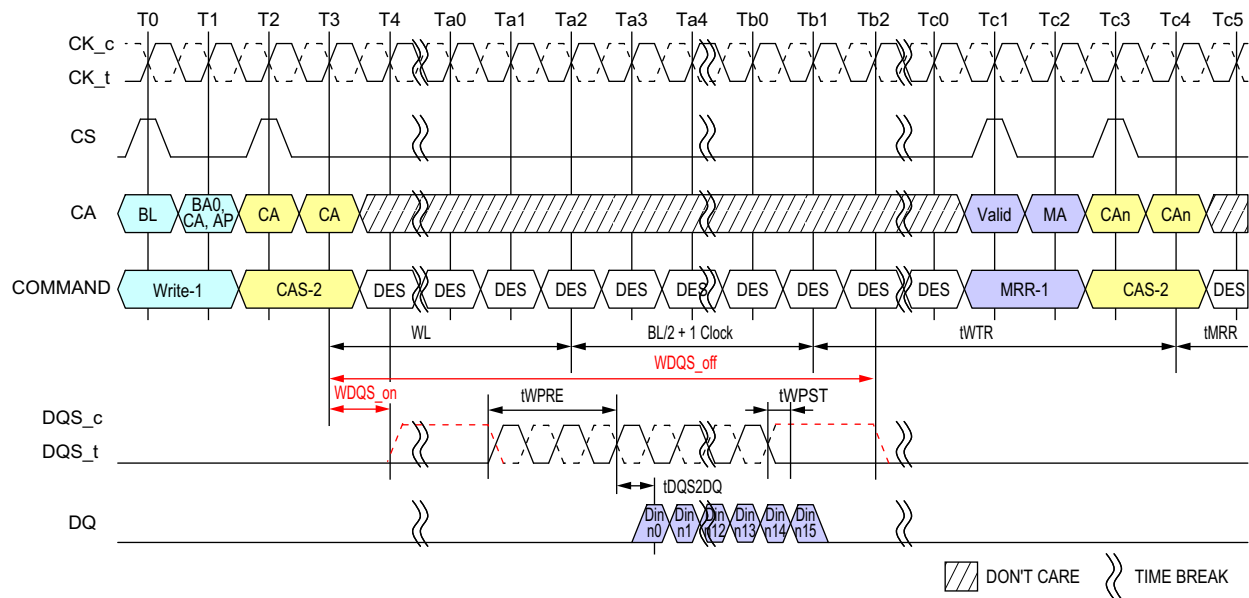 T0 T1 T2 T3 T4 Ta0 Ta1 Ta2 Ta3 Ta4 Tb0 Tb1 Tb2 Tc0 Tc1 Tc2 Tc3 Tc4 Tc5
CK_c
CK_t
CS
CA BL BA0, CA, AP CA CA Valid MA CAn CAn
COMMAND Write-1 CAS-2 DES DES DES DES DES DES DES DES DES DES MRR-1 CAS-2 DES
WL BL/2 + 1 Clock tWTR tMRR
WDQS_off
WDQS_on tWPRE tWPST
DQS_c
DQS_t
tDQS2DQ
DQ Din n0 Din n1 Din n12 Din n13 Din n14 Din n15
DON'T CARE TIME BREAK